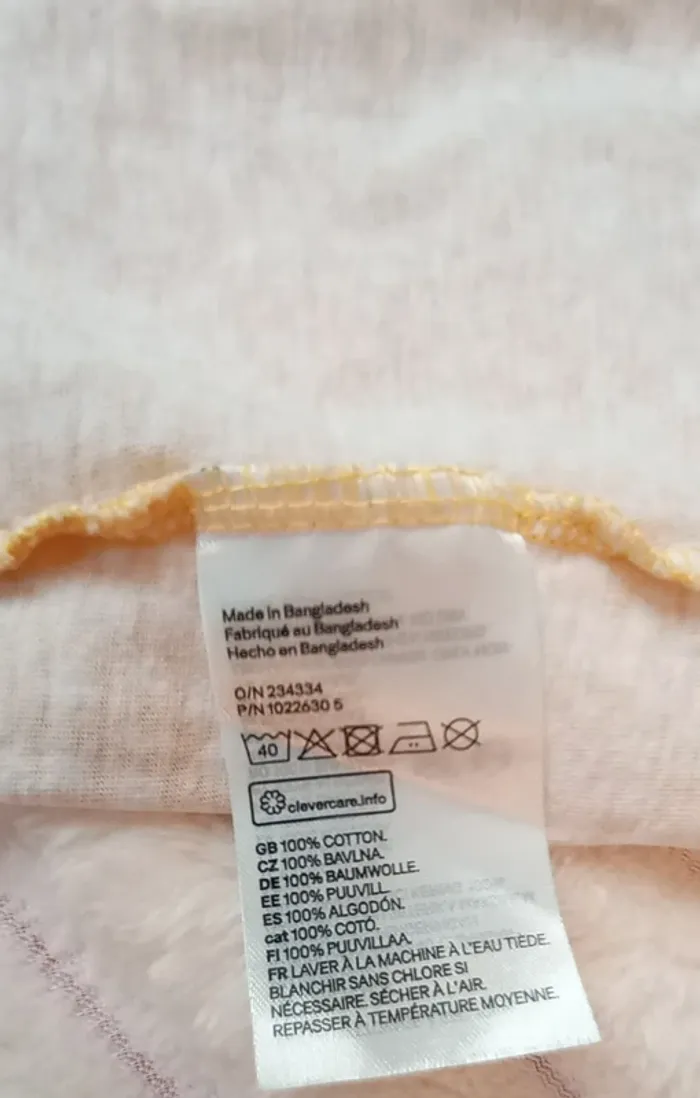 Made in Bangladesh
Fabriqué au Bangladesh
Hecho en Bangladesh
O/N 234334
P/N 1022630 5
40
clevercare.info
GB 100% COTTON.
CZ 100% BAVLNA.
DE 100% BAUMWOLLE.
EE 100% PUUVILL.
ES 100% ALGODÓN.
cat 100% COTÓ.
FI 100% PUUVILLAA.
FR LAVER À LA MACHINE À L'EAU TIÈDE.
BLANCHIR SANS CHLORE SI
NÉCESSAIRE. SÉCHER À L'AIR.
REPASSER À TEMPÉRATURE MOYENNE.